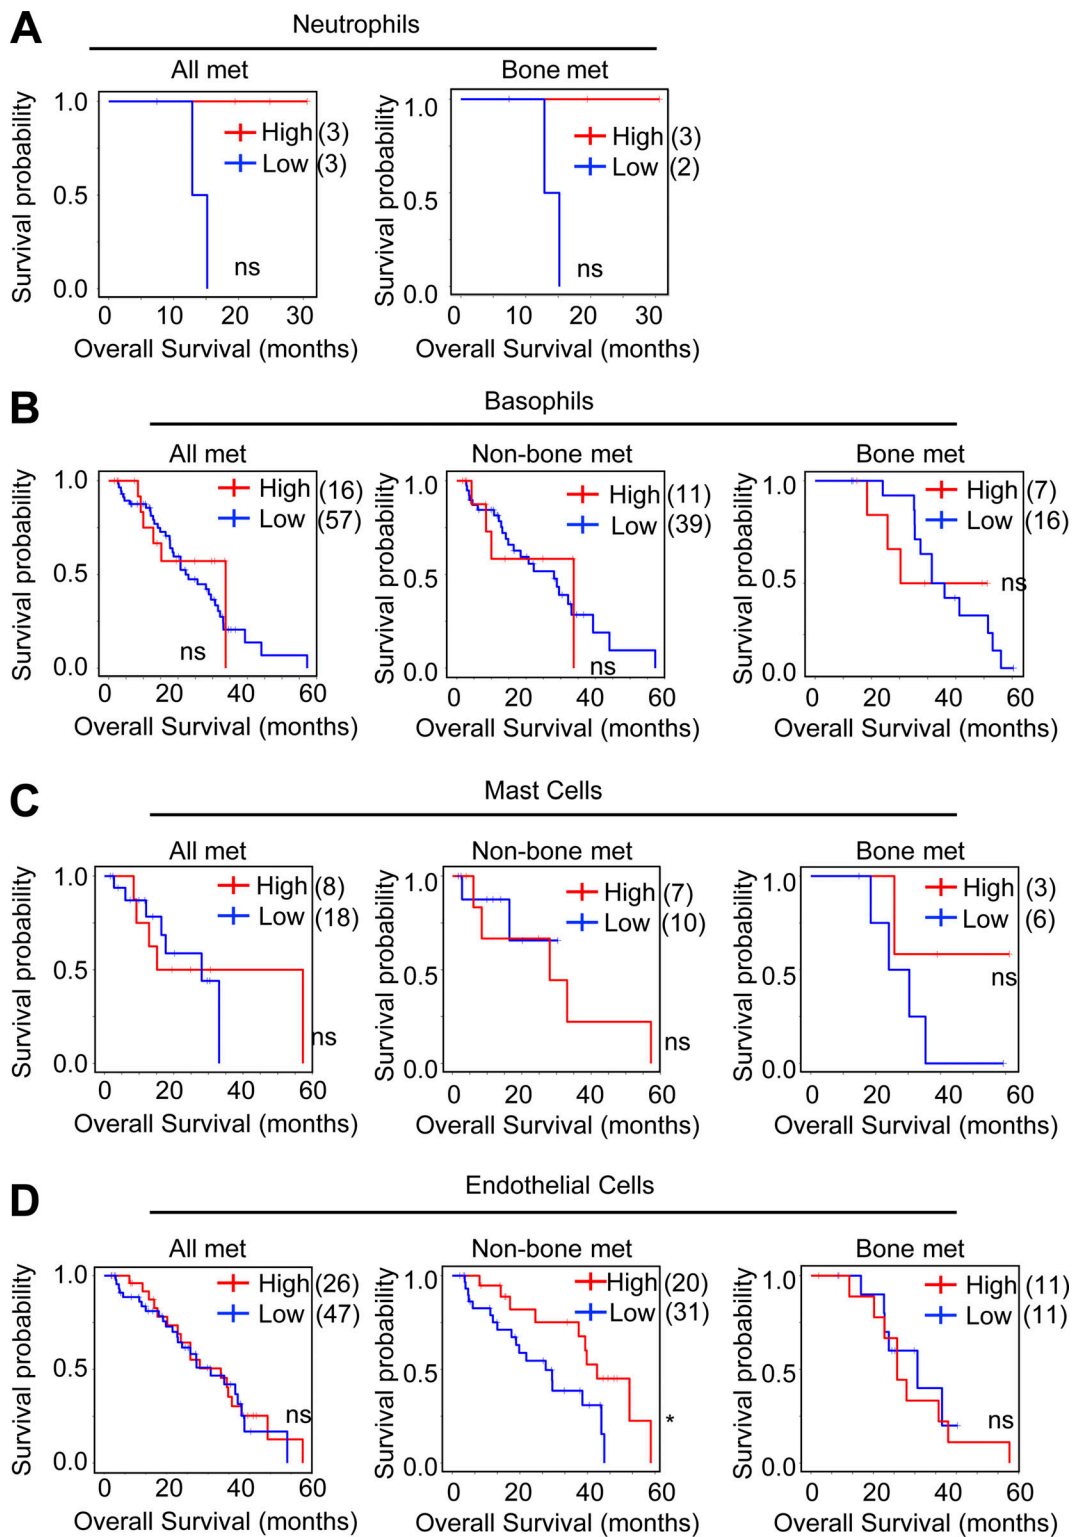 A
Neutrophils
All met
Survival probability
1.0
0.5
0.0
High (3)
Low (3)
ns
0 10 20 30
Overall Survival (months)
Bone met
Survival probability
1.0
0.5
0.0
High (3)
Low (2)
ns
0 10 20 30
Overall Survival (months)
B
Basophils
All met
Survival probability
1.0
0.5
0.0
High (16)
Low (57)
ns
0 20 40 60
Overall Survival (months)
Non-bone met
Survival probability
1.0
0.5
0.0
High (11)
Low (39)
ns
0 20 40 60
Overall Survival (months)
Bone met
Survival probability
1.0
0.5
0.0
High (7)
Low (16)
ns
0 20 40 60
Overall Survival (months)
C
Mast Cells
All met
Survival probability
1.0
0.5
0.0
High (8)
Low (18)
ns
0 20 40 60
Overall Survival (months)
Non-bone met
Survival probability
1.0
0.5
0.0
High (7)
Low (10)
ns
0 20 40 60
Overall Survival (months)
Bone met
Survival probability
1.0
0.5
0.0
High (3)
Low (6)
ns
0 20 40 60
Overall Survival (months)
D
Endothelial Cells
All met
Survival probability
1.0
0.5
0.0
High (26)
Low (47)
ns
0 20 40 60
Overall Survival (months)
Non-bone met
Survival probability
1.0
0.5
0.0
High (20)
Low (31)
*
0 20 40 60
Overall Survival (months)
Bone met
Survival probability
1.0
0.5
0.0
High (11)
Low (11)
ns
0 20 40 60
Overall Survival (months)